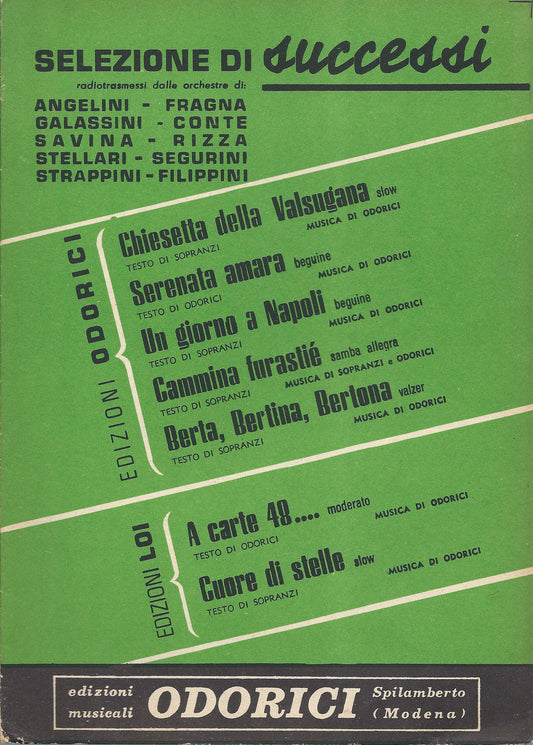 SELEZIONE DI successi
radiotrasmessi dalle orchestre di:
ANGELINI - FRAGNA
GALASSINI - CONTE
SAVINA - RIZZA
STELLARI - SEGURINI
STRAPPINI - FILIPPINI
EDIZIONI ODORICI
Chiesetta della Valsugana slow
TESTO DI SOPRANZI MUSICA DI ODORICI
Serenata amara beguine
TESTO DI ODORICI MUSICA DI ODORICI
Un giorno a Napoli beguine
TESTO DI SOPRANZI MUSICA DI ODORICI
Cammina furastié samba allegra
TESTO DI SOPRANZI MUSICA DI SOPRANZI e ODORICI
Berta, Bertina, Bertona valzer
TESTO DI SOPRANZI MUSICA DI ODORICI
EDIZIONI LOI
A carte 48.... moderato
TESTO DI ODORICI MUSICA DI ODORICI
Cuore di stelle slow
TESTO DI SOPRANZI MUSICA DI ODORICI
edizioni musicali ODORICI Spilamberto (Modena)